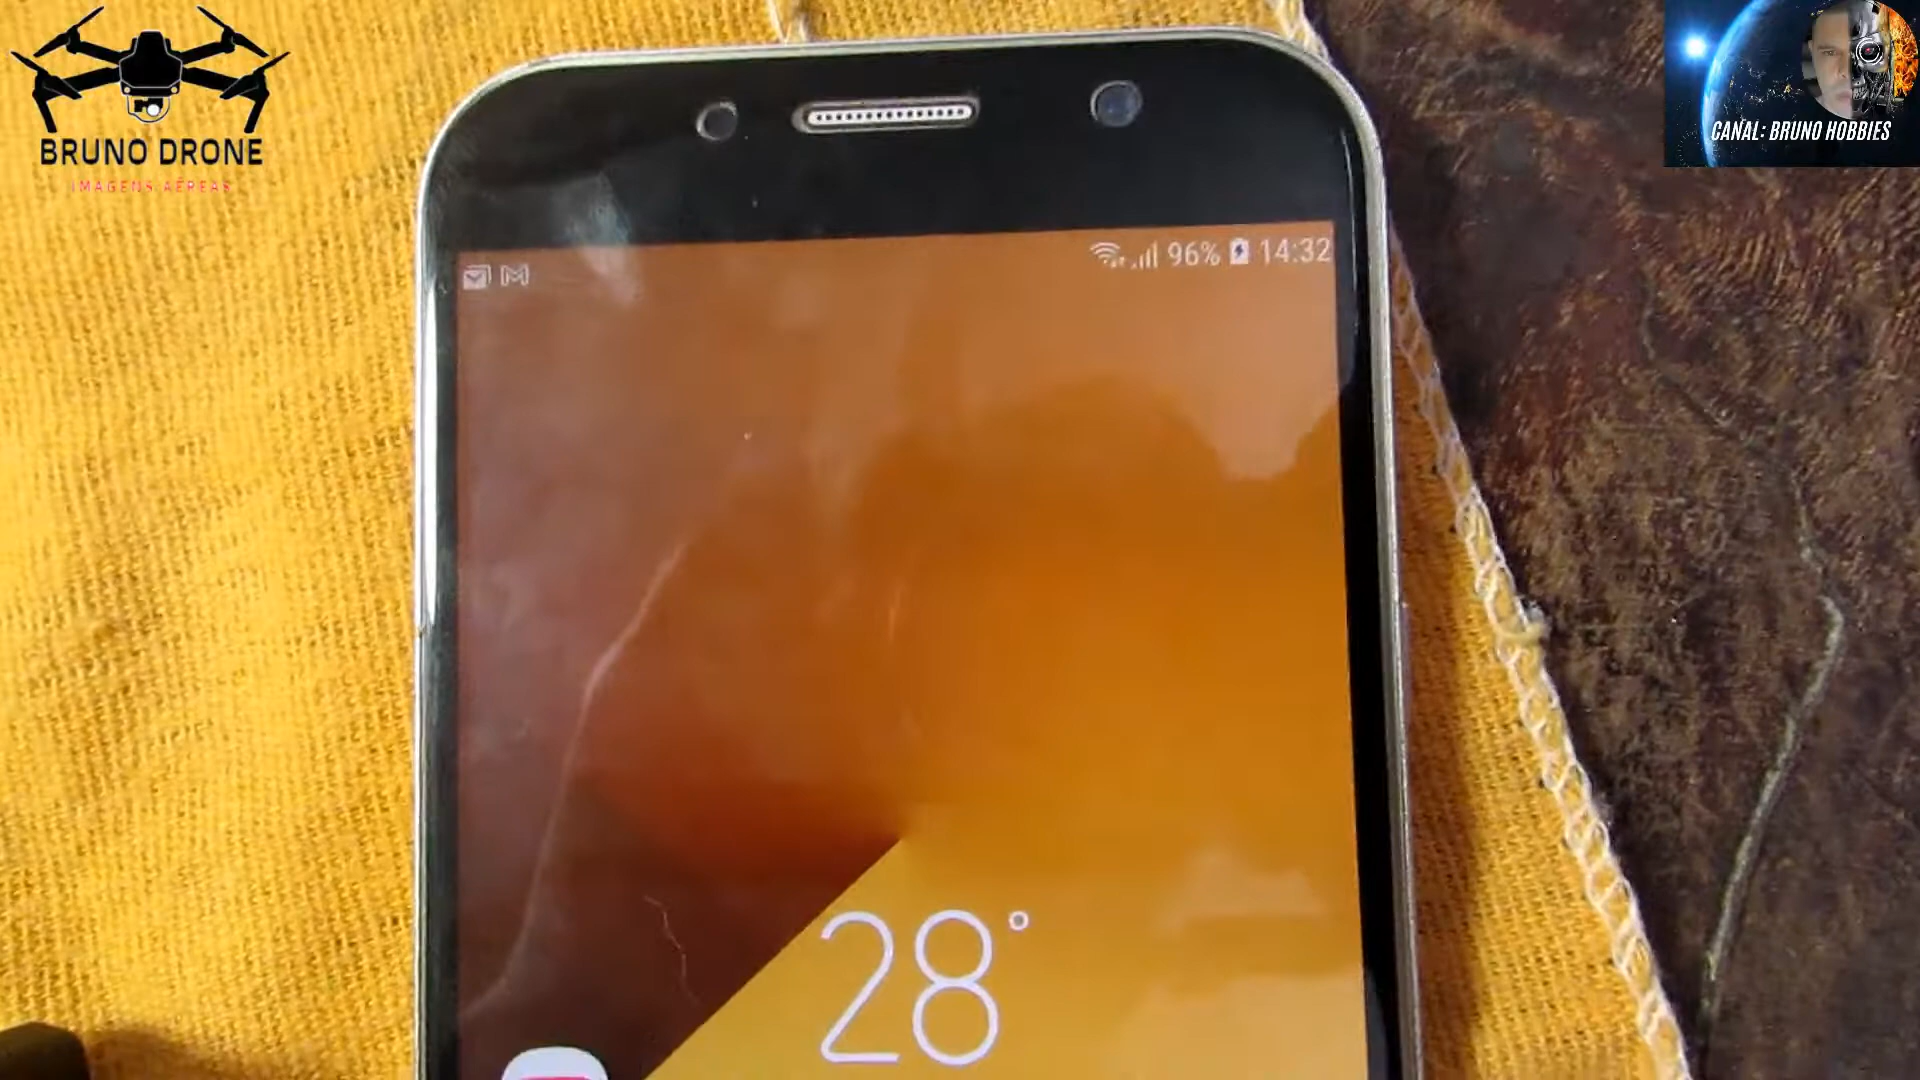 BRUNO DRONE
IMAGENS AÉREAS
CANAL: BRUNO HOBBIES
96% 14:32
28°